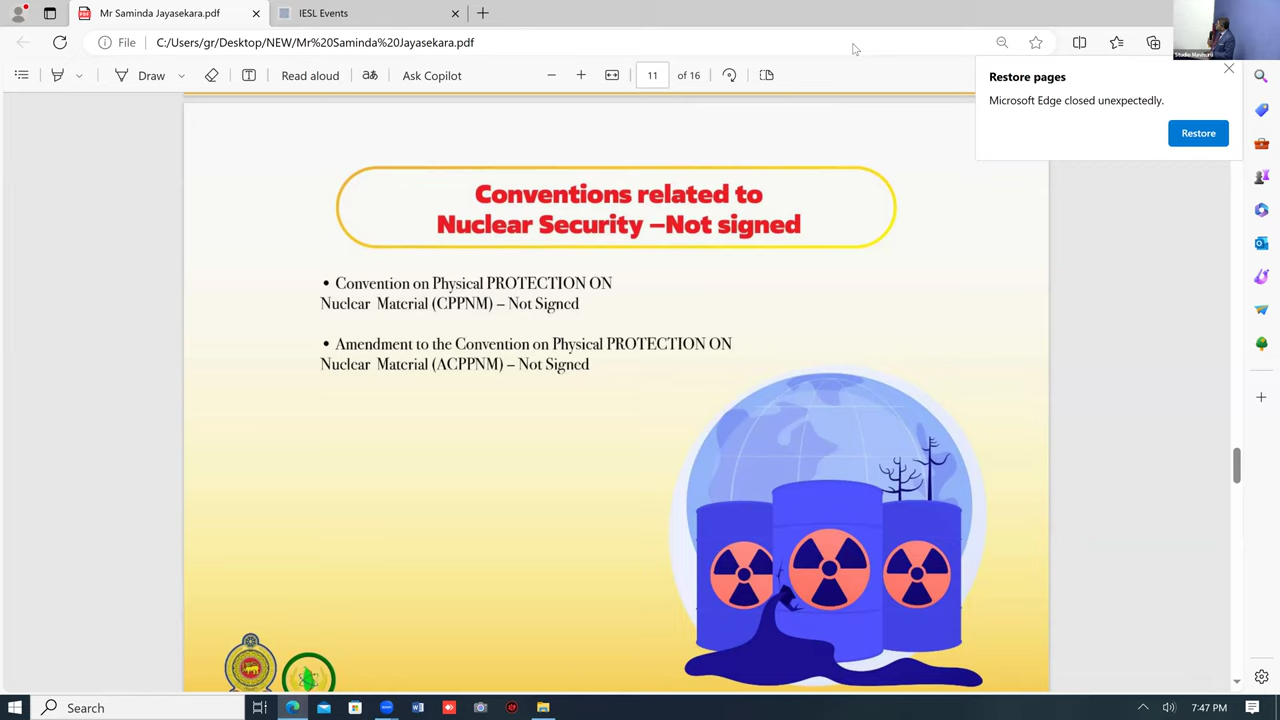 Mr Saminda Jayasekara.pdf
IESL Events
File
C:/Users/gr/Desktop/NEW/Mr%20Saminda%20Jayasekara.pdf
Draw
Read aloud
aあ
Ask Copilot
11 of 16
Restore pages
Microsoft Edge closed unexpectedly.
Restore
Conventions related to
Nuclear Security –Not signed
• Convention on Physical PROTECTION ON
Nuclear Material (CPPNM) – Not Signed
• Amendment to the Convention on Physical PROTECTION ON
Nuclear Material (ACPPNM) – Not Signed
Search
7:47 PM